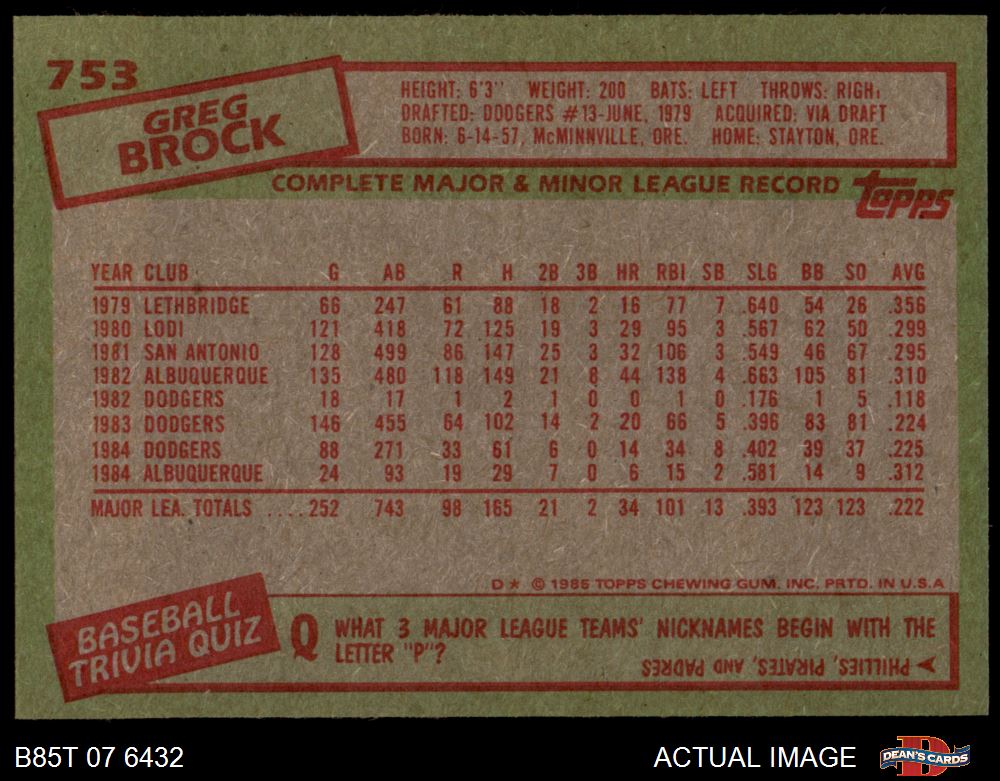 753
GREG
BROCK
HEIGHT: 6'3" WEIGHT: 200 BATS: LEFT THROWS: RIGHT
DRAFTED: DODGERS #13-JUNE, 1979 ACQUIRED: VIA DRAFT
BORN: 6-14-57, McMINNVILLE, ORE. HOME: STAYTON, ORE.
COMPLETE MAJOR & MINOR LEAGUE RECORD
Topps
YEAR CLUB G AB R H 2B 3B HR RBI SB SLG BB SO AVG
1979 LETHBRIDGE 66 247 61 88 18 2 16 77 7 .640 54 26 .356
1980 LODI 121 418 72 125 19 3 29 95 3 .567 62 50 .299
1981 SAN ANTONIO 128 499 86 147 25 3 32 106 3 .549 46 67 .295
1982 ALBUQUERQUE 135 480 118 149 21 8 44 138 4 .663 105 81 .310
1982 DODGERS 18 17 1 2 1 0 0 1 0 .176 1 5 .118
1983 DODGERS 146 455 64 102 14 2 20 66 5 .396 83 81 .224
1984 DODGERS 88 271 33 61 6 0 14 34 8 .402 39 37 .225
1984 ALBUQUERQUE 24 93 19 29 7 0 6 15 2 .581 14 9 .312
MAJOR LEA. TOTALS ....252 743 98 165 21 2 34 101 13 .393 123 123 .222
D★ © 1985 TOPPS CHEWING GUM, INC. PRTD. IN U.S.A
BASEBALL
TRIVIA QUIZ
Q WHAT 3 MAJOR LEAGUE TEAMS' NICKNAMES BEGIN WITH THE
LETTER "P"?
PHILLIES, PIRATES, AND PADRES
B85T 07 6432
ACTUAL IMAGE
D
DEAN'S CARDS